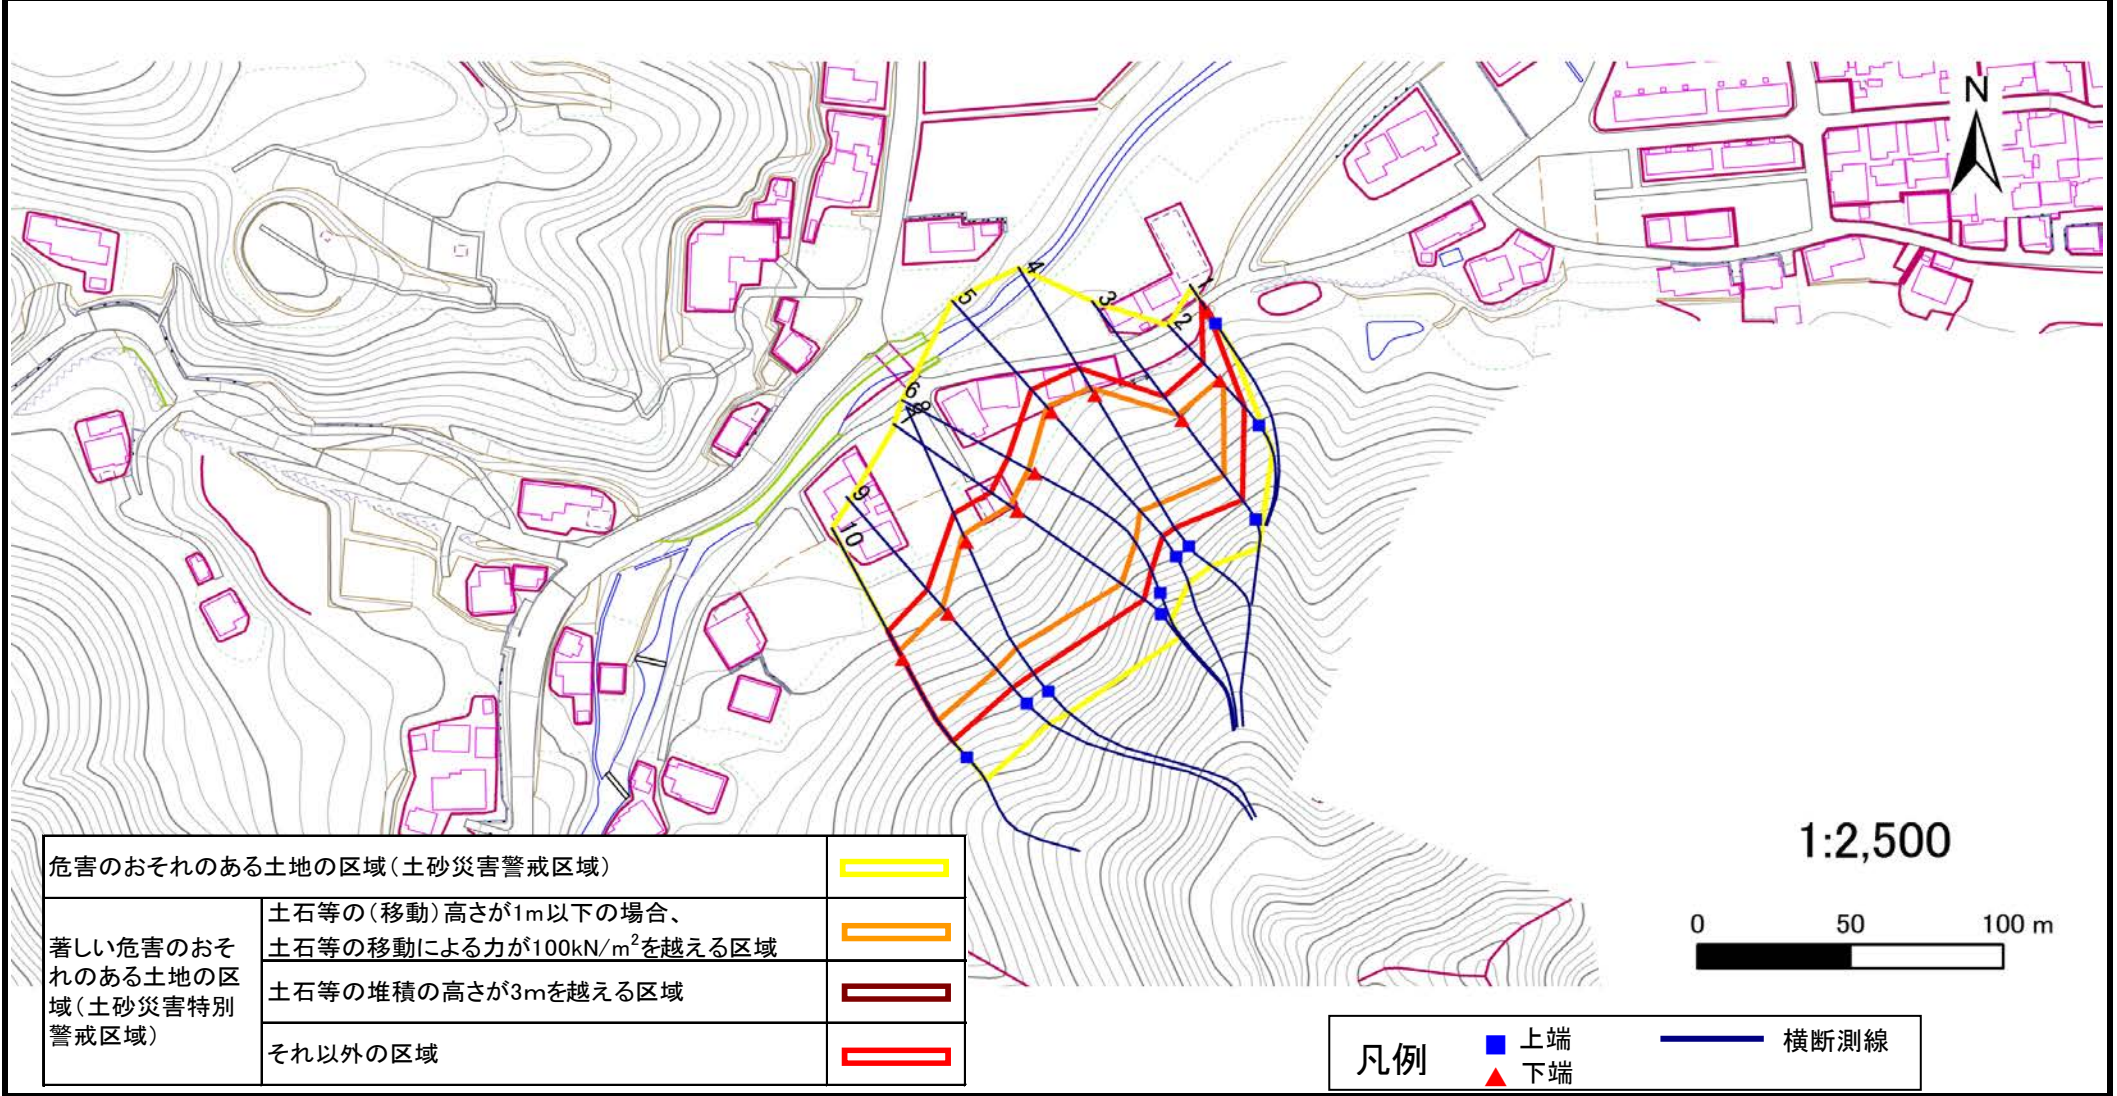 N
4
5
3
1
2
6
8
7
9
10
1:2,500
0 50 100 m
危害のおそれのある土地の区域(土砂災害警戒区域)
著しい危害のおそ
れのある土地の区
域(土砂災害特別
警戒区域)
土石等の(移動)高さが1m以下の場合、
土石等の移動による力が100kN/m²を越える区域
土石等の堆積の高さが3mを越える区域
それ以外の区域
凡例
上端
下端
横断測線